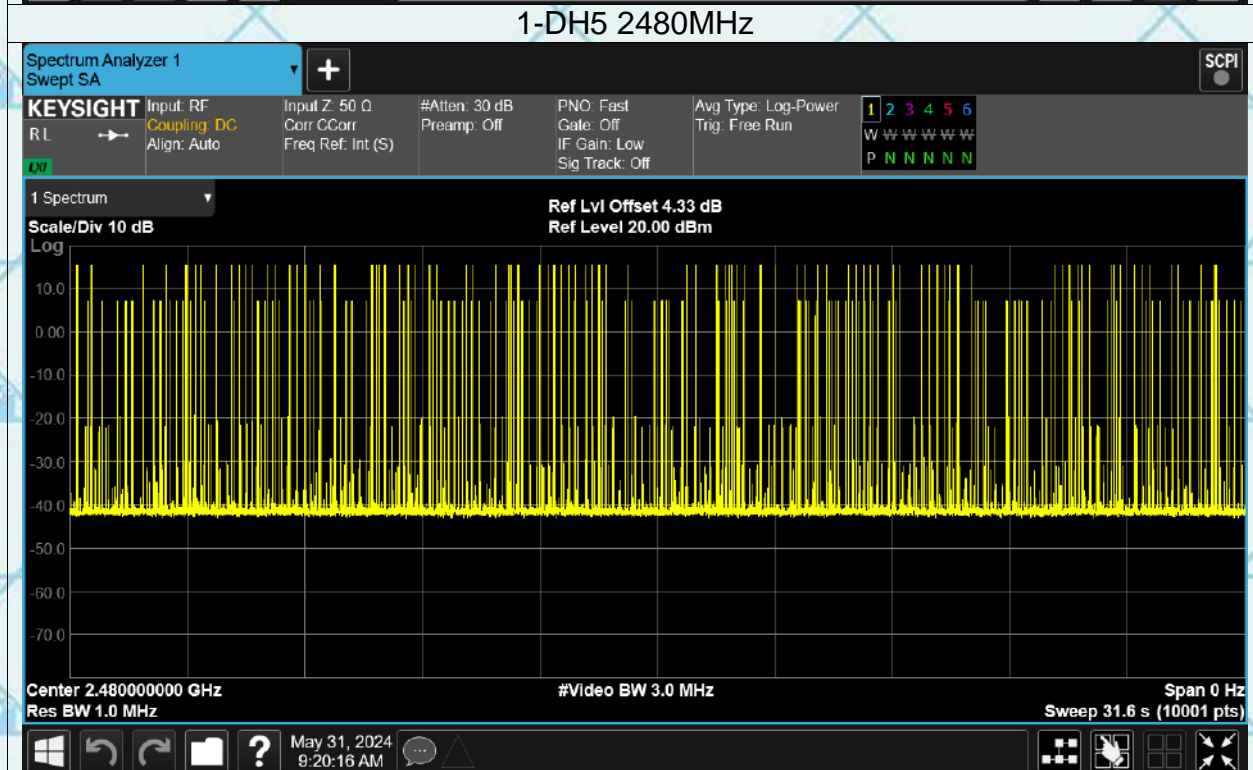 1-DH5 2480MHz
Spectrum Analyzer 1
Swept SA
+
SCPI
KEYSIGHT
R L
LXI
Input: RF
Coupling: DC
Align: Auto
Input Z: 50 Ω
Corr CCorr
Freq Ref: Int (S)
#Atten: 30 dB
Preamp: Off
PNO: Fast
Gate: Off
IF Gain: Low
Sig Track: Off
Avg Type: Log-Power
Trig: Free Run
1 2 3 4 5 6
W W W W W W
P N N N N N
1 Spectrum
Scale/Div 10 dB
Ref Lvl Offset 4.33 dB
Ref Level 20.00 dBm
Log
10.0
0.00
-10.0
-20.0
-30.0
-40.0
-50.0
-60.0
-70.0
Center 2.480000000 GHz
#Video BW 3.0 MHz
Span 0 Hz
Res BW 1.0 MHz
Sweep 31.6 s (10001 pts)
?
May 31, 2024
9:20:16 AM